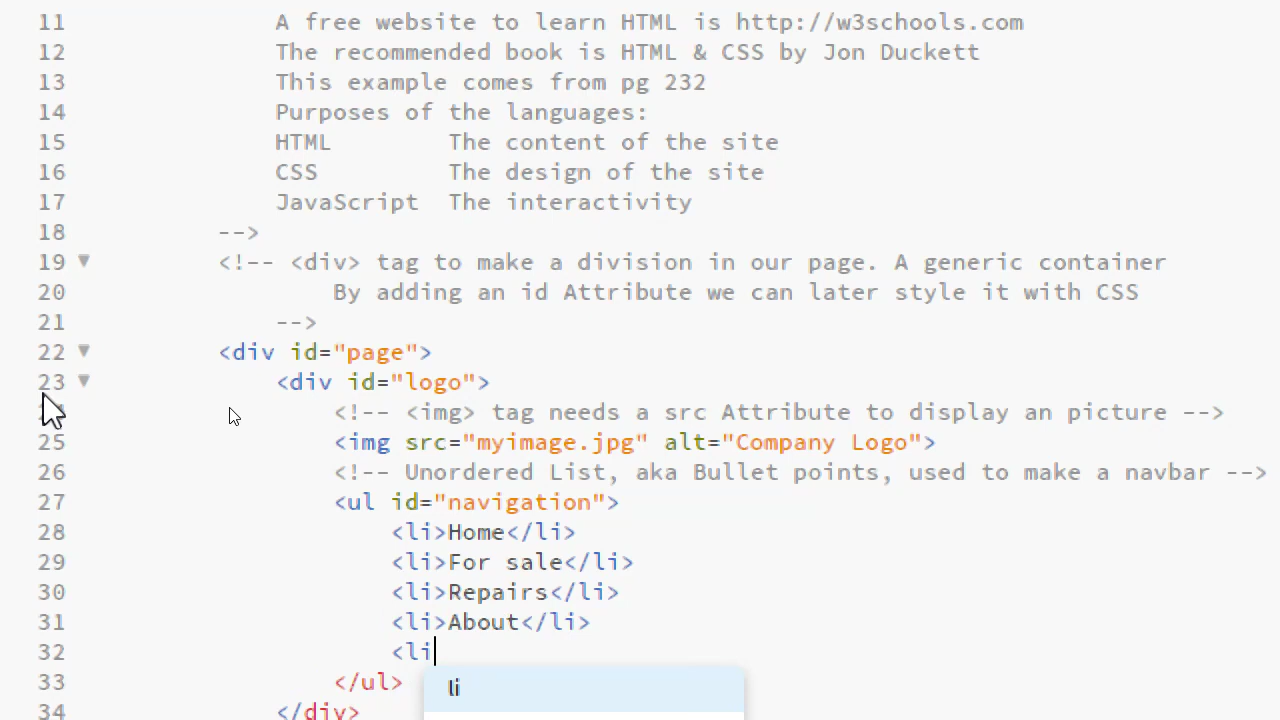 11 A free website to learn HTML is http://w3schools.com
12 The recommended book is HTML & CSS by Jon Duckett
13 This example comes from pg 232
14 Purposes of the languages:
15 HTML The content of the site
16 CSS The design of the site
17 JavaScript The interactivity
18 -->
19 <!-- <div> tag to make a division in our page. A generic container
20 By adding an id Attribute we can later style it with CSS
21 -->
22 <div id="page">
23 <div id="logo">
<!-- <img> tag needs a src Attribute to display an picture -->
25 <img src="myimage.jpg" alt="Company Logo">
26 <!-- Unordered List, aka Bullet points, used to make a navbar -->
27 <ul id="navigation">
28 <li>Home</li>
29 <li>For sale</li>
30 <li>Repairs</li>
31 <li>About</li>
32 <li
33 </ul>
li
34 </div>